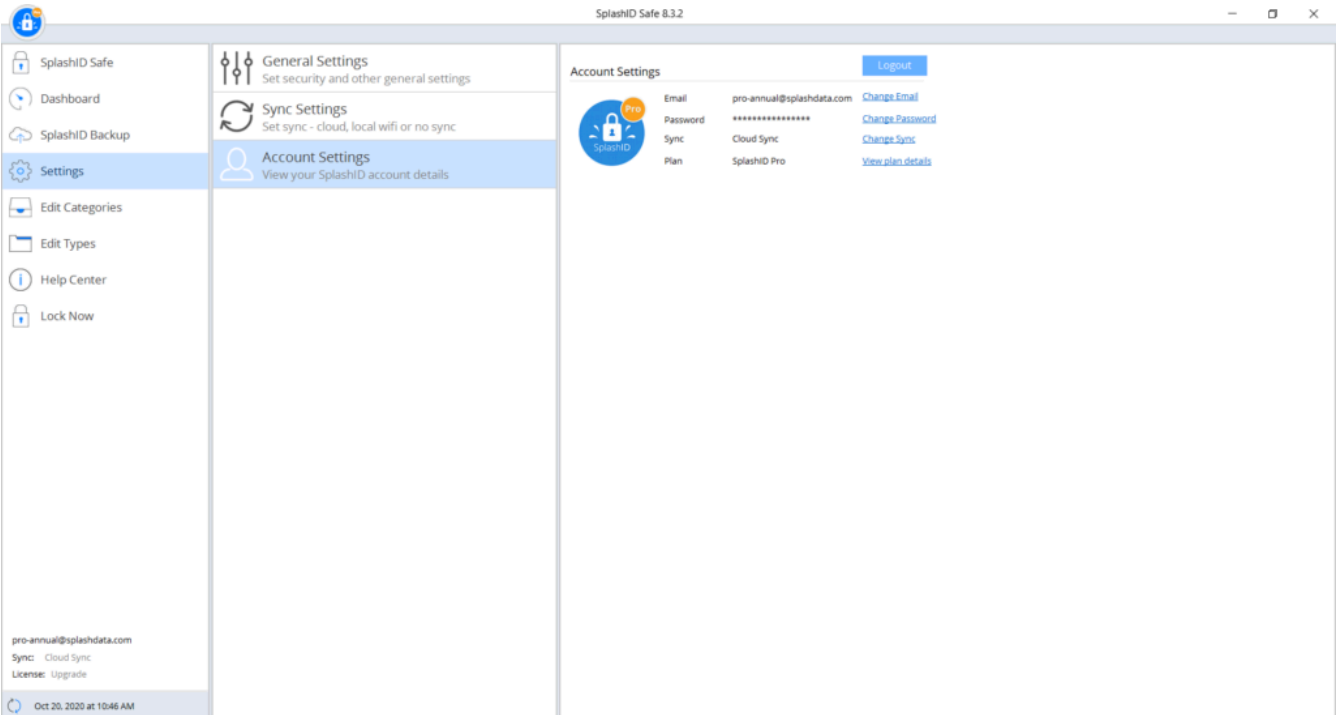 SplashID Safe 8.3.2
Pro
SplashID Safe
Dashboard
SplashID Backup
Settings
Edit Categories
Edit Types
Help Center
Lock Now
pro-annual@splashdata.com
Sync: Cloud Sync
License: Upgrade
Oct 20, 2020 at 10:46 AM
General Settings
Set security and other general settings
Sync Settings
Set sync - cloud, local wifi or no sync
Account Settings
View your SplashID account details
Account Settings
Logout
Pro
SplashID
Email pro-annual@splashdata.com Change Email
Password **************** Change Password
Sync Cloud Sync Change Sync
Plan SplashID Pro View plan details